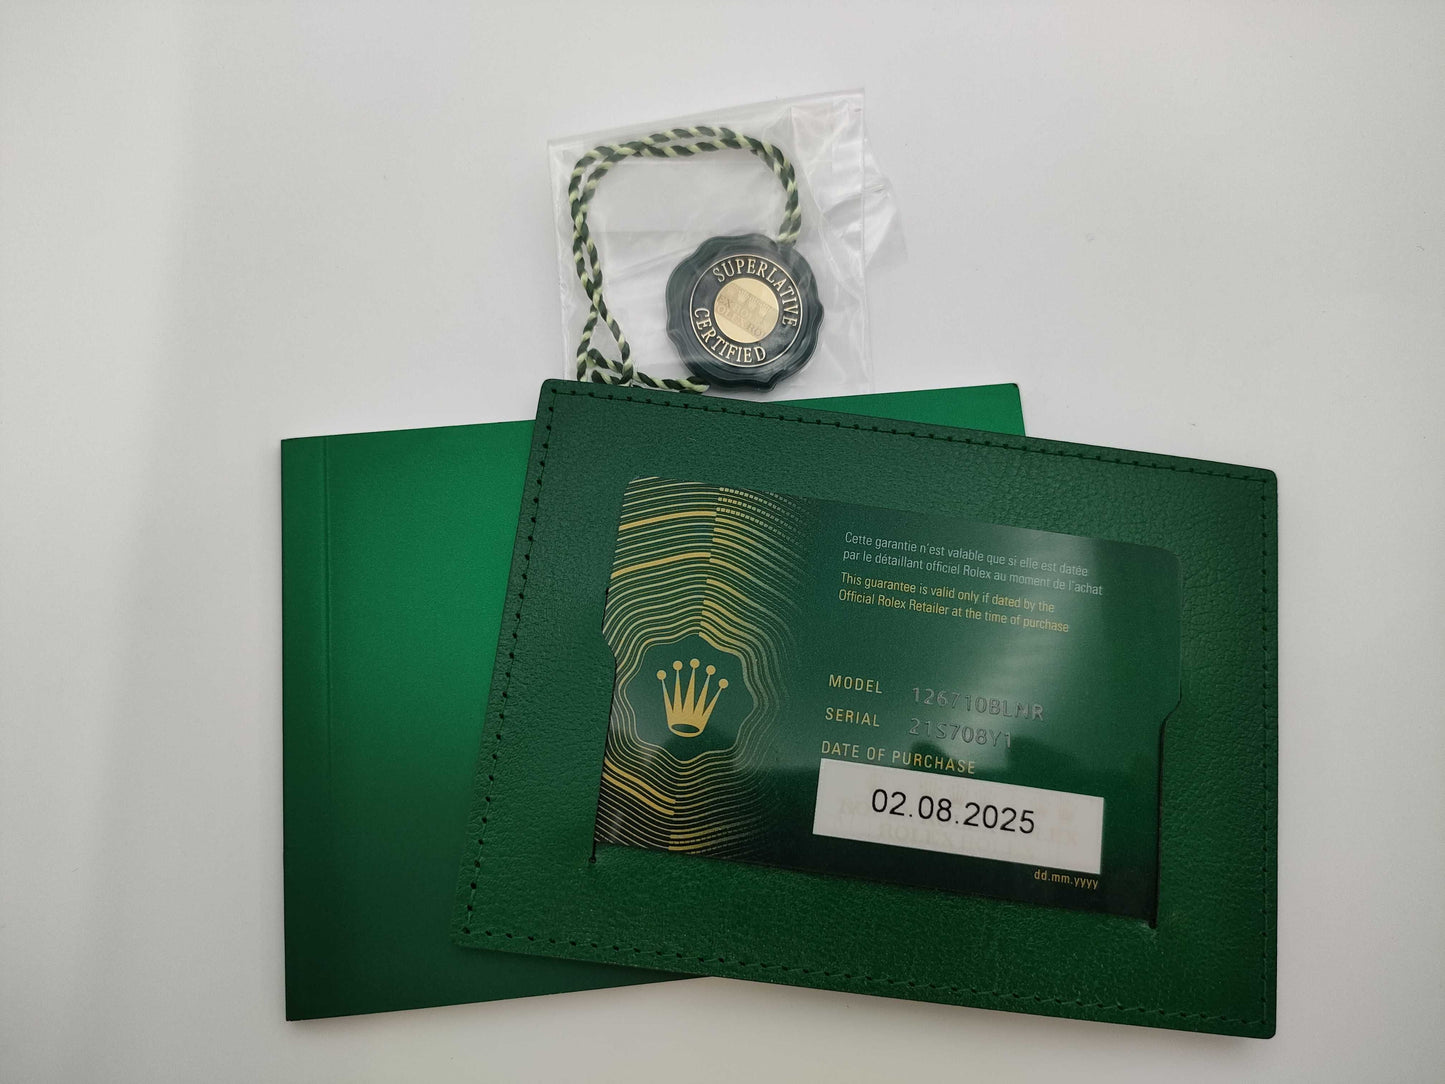 SUPERLATIVE
CERTIFIED
Cette garantie n'est valable que si elle est datée
par le détaillant officiel Rolex au moment de l'achat
This guarantee is valid only if dated by the
Official Rolex Retailer at the time of purchase
MODEL 126710BLNR
SERIAL 21S708Y1
DATE OF PURCHASE
02.08.2025
dd.mm.yyyy